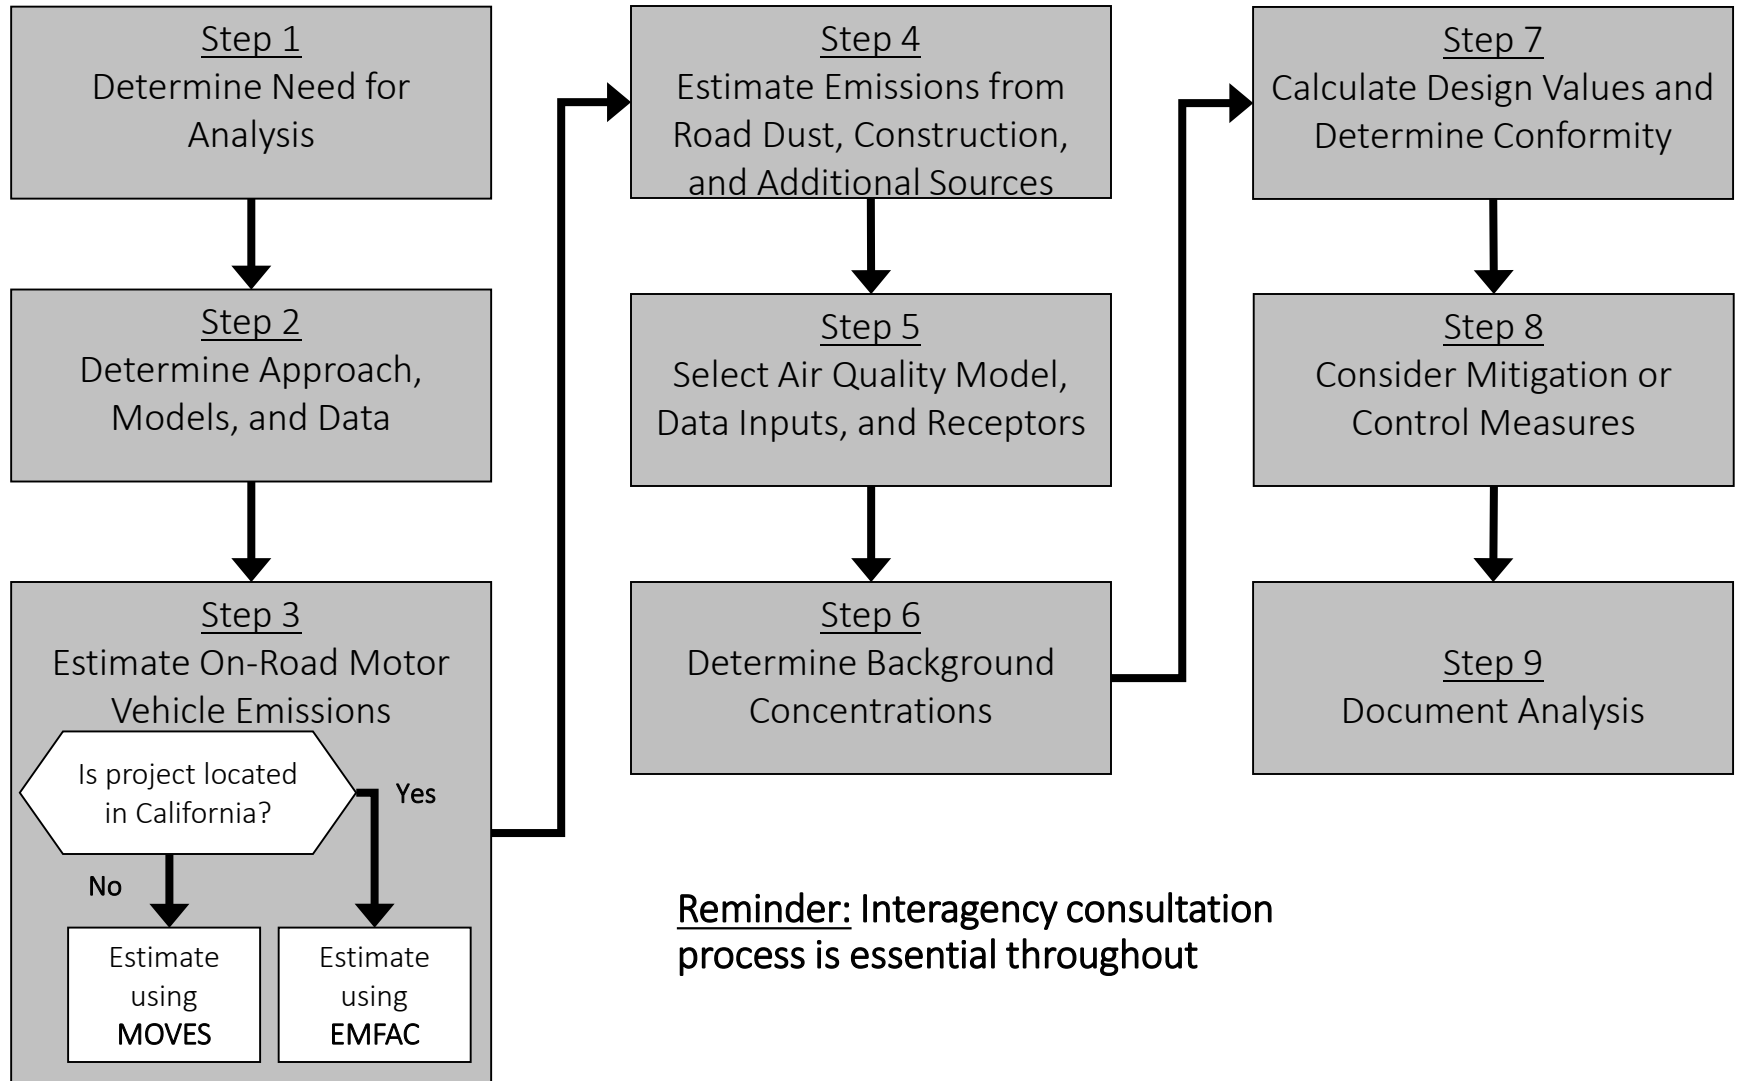 Step 1
Determine Need for
Analysis
Step 2
Determine Approach,
Models, and Data
Step 3
Estimate On-Road Motor
Vehicle Emissions
Is project located
in California?
Yes
No
Estimate
using
MOVES
Estimate
using
EMFAC
Step 4
Estimate Emissions from
Road Dust, Construction,
and Additional Sources
Step 5
Select Air Quality Model,
Data Inputs, and Receptors
Step 6
Determine Background
Concentrations
Step 7
Calculate Design Values and
Determine Conformity
Step 8
Consider Mitigation or
Control Measures
Step 9
Document Analysis
Reminder: Interagency consultation
process is essential throughout